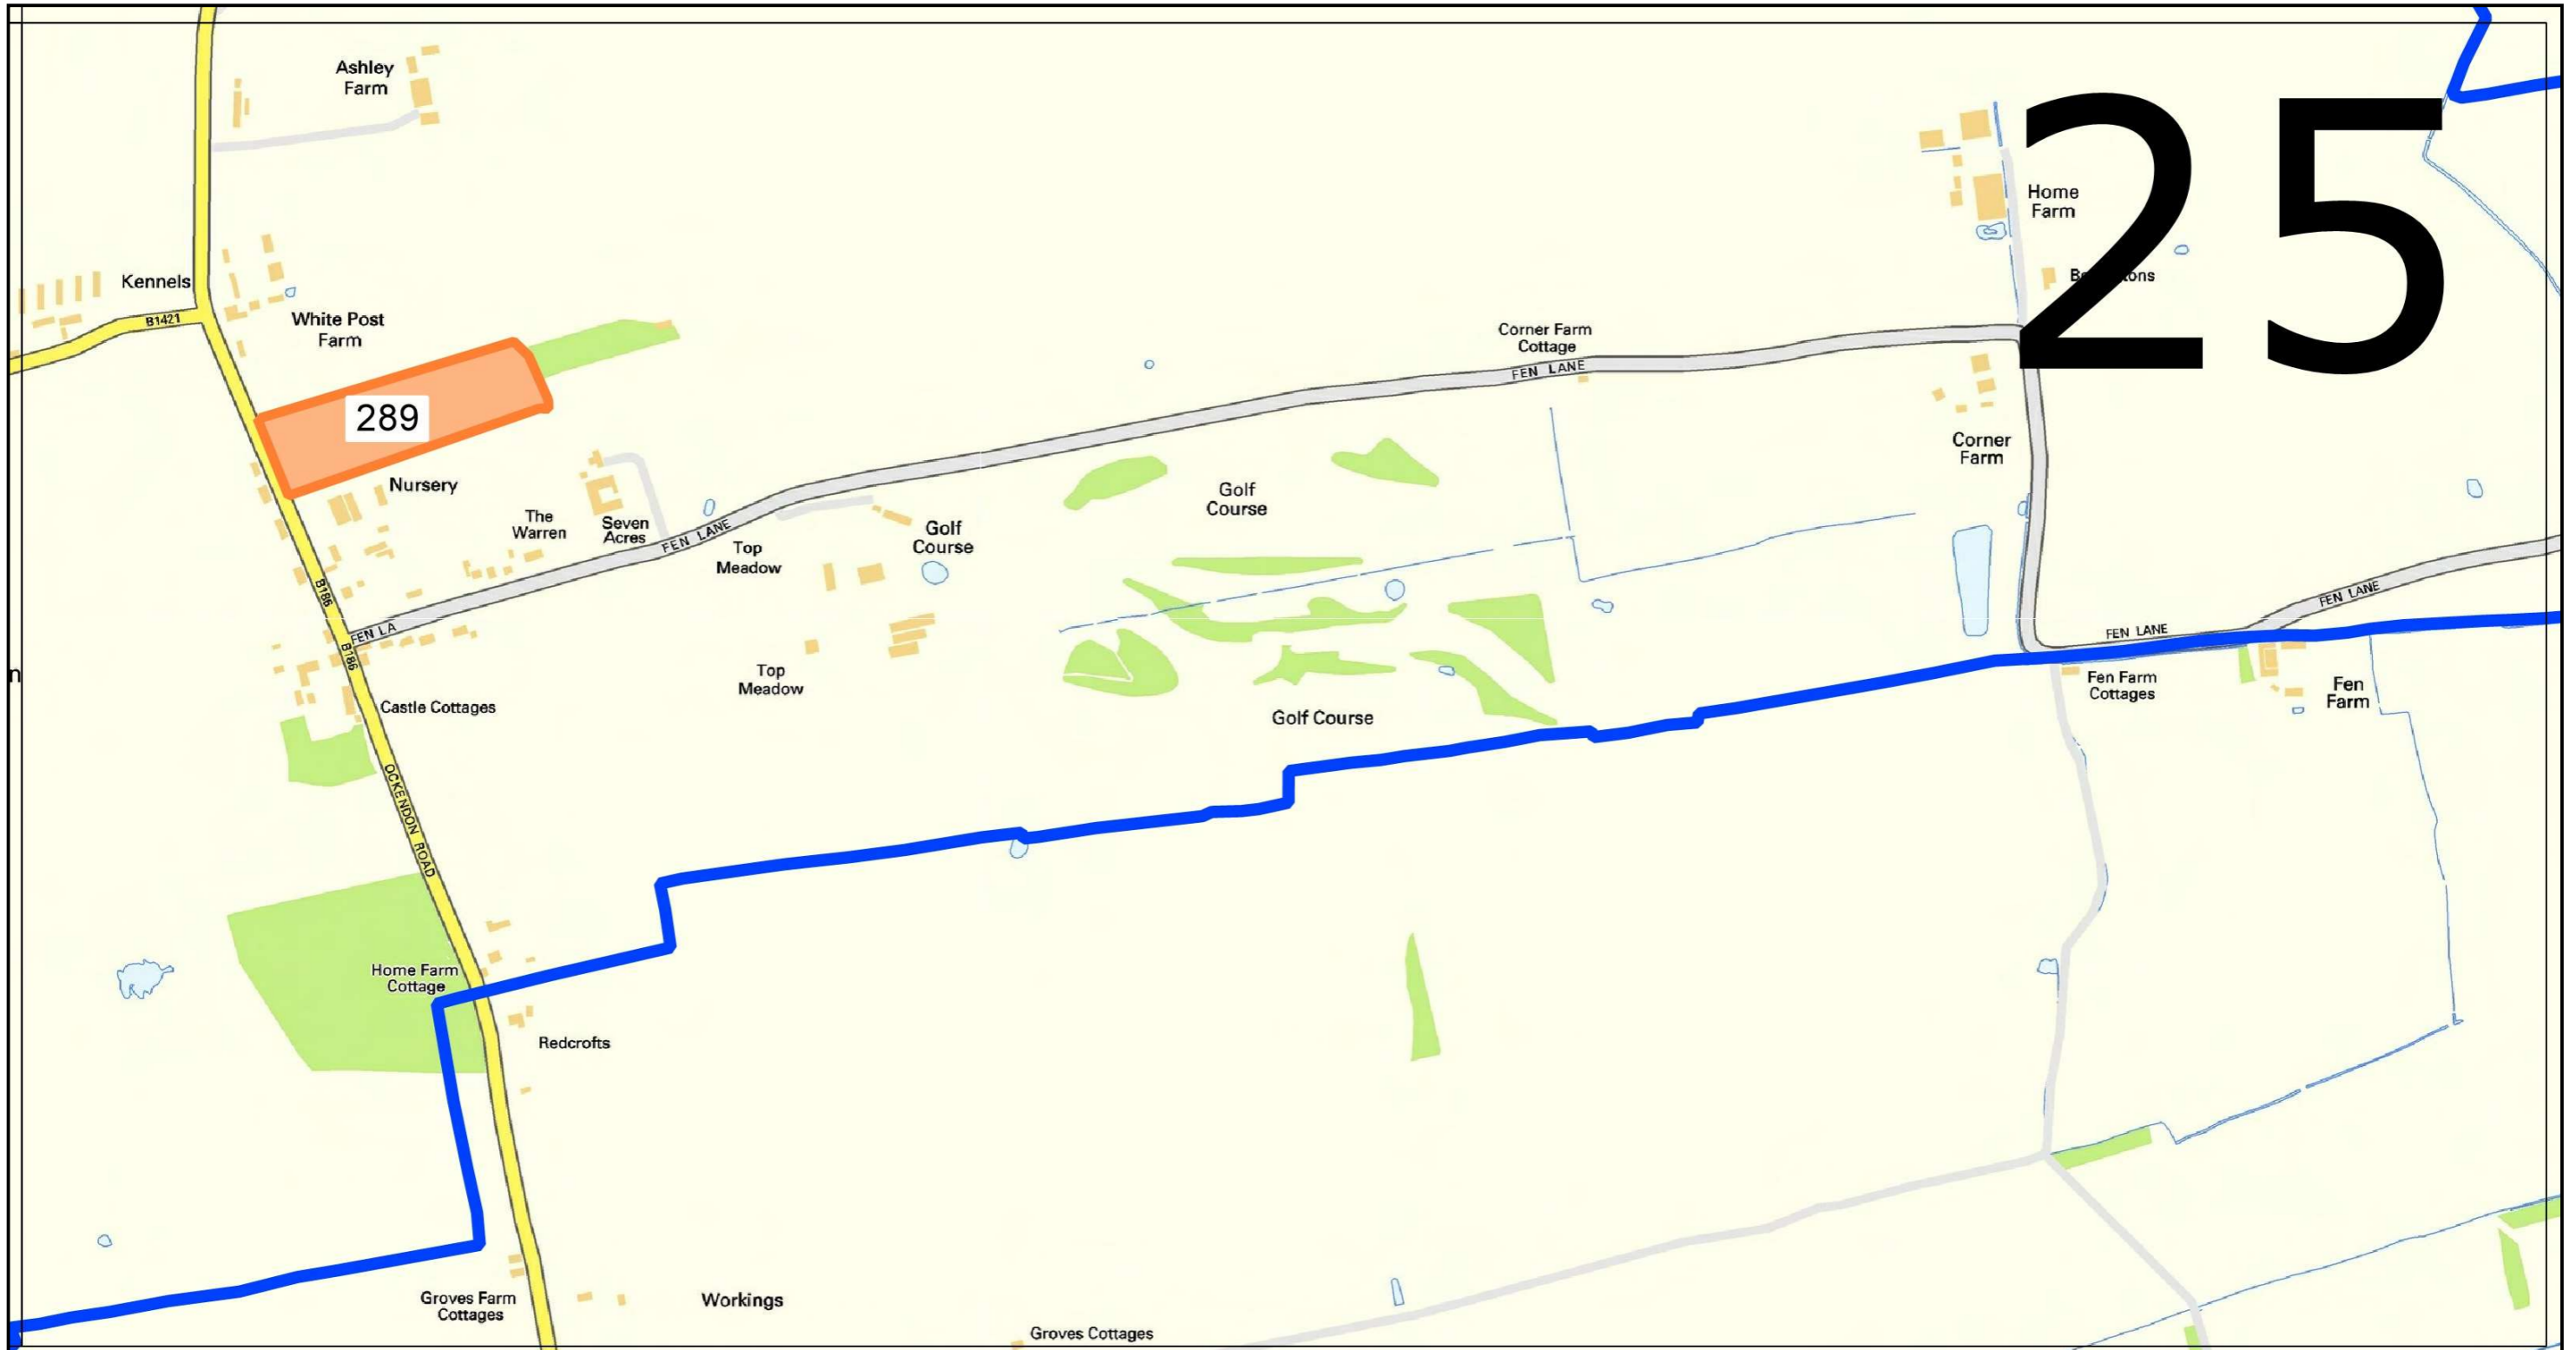 Ashley
Farm
25
Home
Farm
Kennels
B1421
White Post
Farm
Corner Farm
Cottage
FEN LANE
289
Corner
Farm
Nursery
Golf
Course
The
Warren
Seven
Acres
FEN LANE
Top
Meadow
Golf
Course
B186
FEN LA
B186
FEN LANE
FEN LANE
n
Top
Meadow
Castle Cottages
Golf Course
Fen Farm
Cottages
Fen
Farm
OCKENDON ROAD
Home Farm
Cottage
Redcrofts
Groves Farm
Cottages
Workings
Groves Cottages